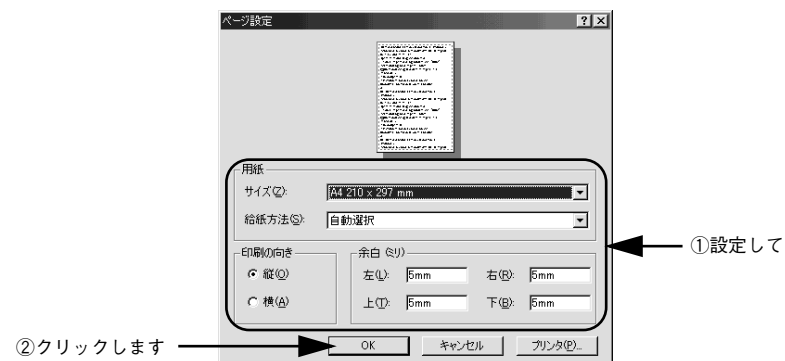 ページ設定
用紙
サイズ(Z):
A4 210 x 297 mm
給紙方法(S):
自動選択
印刷の向き
縦(O)
横(A)
余白 (ミリ)
左(L):
5mm
右(R):
5mm
上(T):
5mm
下(B):
5mm
①設定して
②クリックします
OK
キャンセル
プリンタ(P)...